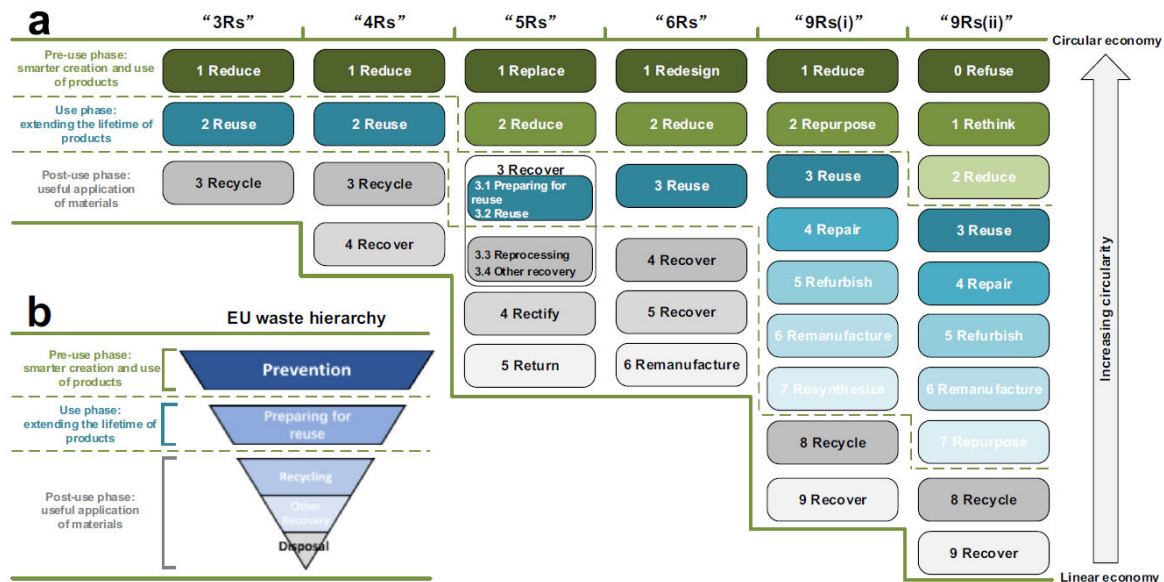 a
“3Rs”
“4Rs”
“5Rs”
“6Rs”
“9Rs(i)”
“9Rs(ii)”
Circular economy
Pre-use phase:
smarter creation and use
of products
1 Reduce
1 Reduce
1 Replace
1 Redesign
1 Reduce
0 Refuse
Use phase:
extending the lifetime of
products
2 Reuse
2 Reuse
2 Reduce
2 Reduce
2 Repurpose
1 Rethink
Post-use phase:
useful application
of materials
3 Recycle
3 Recycle
3 Recover
3.1 Preparing for
reuse
3.2 Reuse
3 Reuse
3 Reuse
2 Reduce
4 Recover
3.3 Reprocessing
3.4 Other recovery
4 Recover
4 Repair
3 Reuse
4 Rectify
5 Recover
5 Refurbish
4 Repair
5 Return
6 Remanufacture
6 Remanufacture
5 Refurbish
7 Resynthesize
6 Remanufacture
8 Recycle
7 Repurpose
9 Recover
8 Recycle
9 Recover
Increasing circularity
Linear economy
b
EU waste hierarchy
Pre-use phase:
smarter creation and use
of products
Prevention
Use phase:
extending the lifetime of
products
Preparing for
reuse
Post-use phase:
useful application
of materials
Recycling
Other
Recovery
Disposal